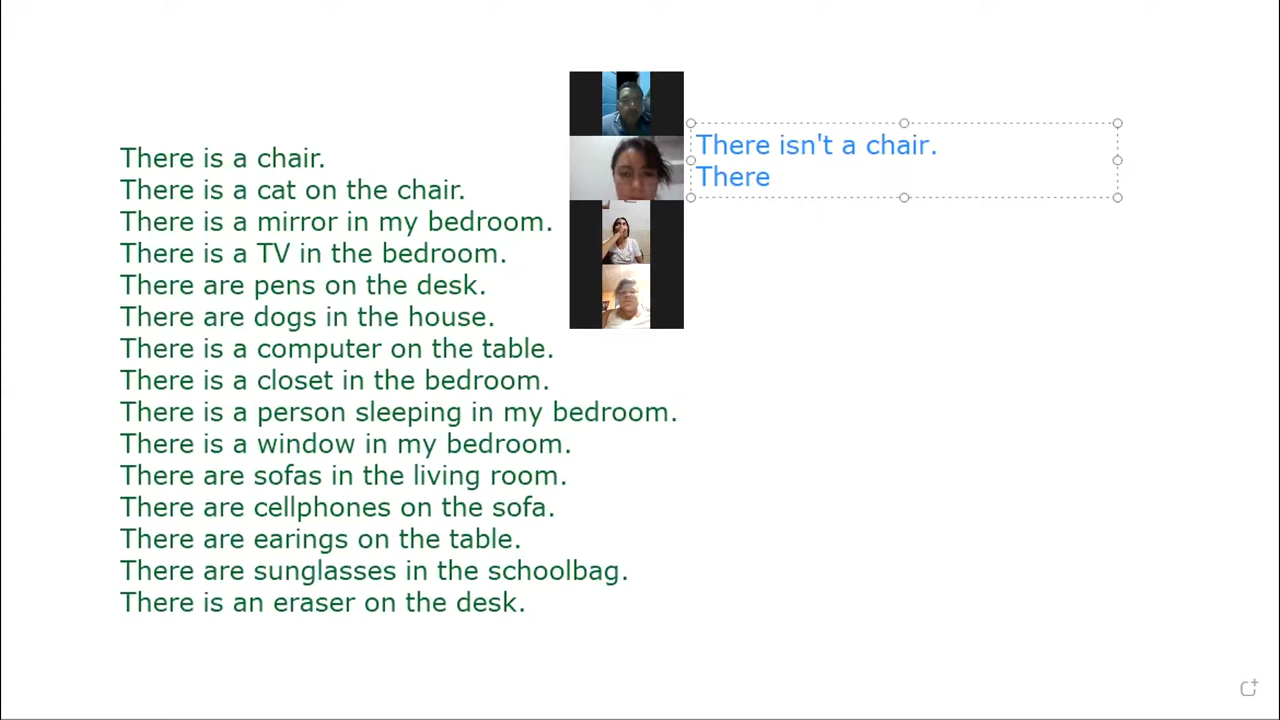 There is a chair.
There is a cat on the chair.
There is a mirror in my bedroom.
There is a TV in the bedroom.
There are pens on the desk.
There are dogs in the house.
There is a computer on the table.
There is a closet in the bedroom.
There is a person sleeping in my bedroom.
There is a window in my bedroom.
There are sofas in the living room.
There are cellphones on the sofa.
There are earings on the table.
There are sunglasses in the schoolbag.
There is an eraser on the desk.
There isn't a chair.
There